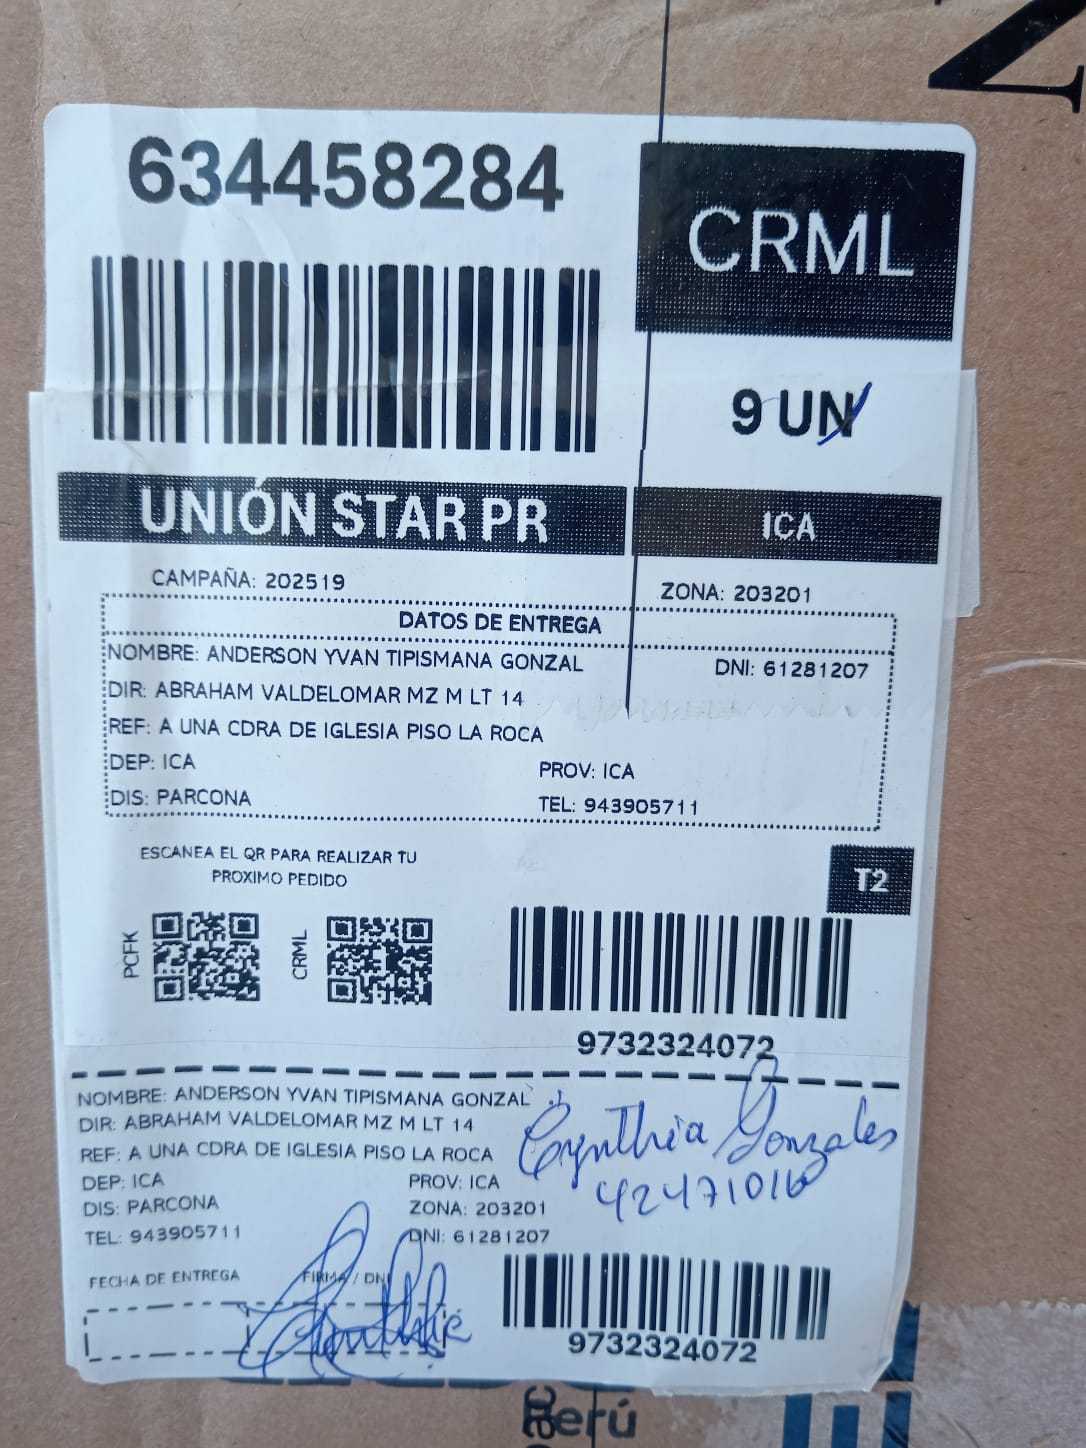 634458284
CRML
9 UN
UNIÓN STAR PR
ICA
CAMPAÑA: 202519
ZONA: 203201
DATOS DE ENTREGA
NOMBRE: ANDERSON YVAN TIPISMANA GONZAL
DNI: 61281207
DIR: ABRAHAM VALDELOMAR MZ M LT 14
REF: A UNA CDRA DE IGLESIA PISO LA ROCA
DEP: ICA
PROV: ICA
DIS: PARCONA
TEL: 943905711
ESCANEA EL QR PARA REALIZAR TU
PROXIMO PEDIDO
T2
PCFK
CRML
9732324072
NOMBRE: ANDERSON YVAN TIPISMANA GONZAL
DIR: ABRAHAM VALDELOMAR MZ M LT 14
Cynthia Gonzales
REF: A UNA CDRA DE IGLESIA PISO LA ROCA
42471016
DEP: ICA
PROV: ICA
DIS: PARCONA
ZONA: 203201
TEL: 943905711
DNI: 61281207
FECHA DE ENTREGA
FIRMA / DNI
9732324072
Perú